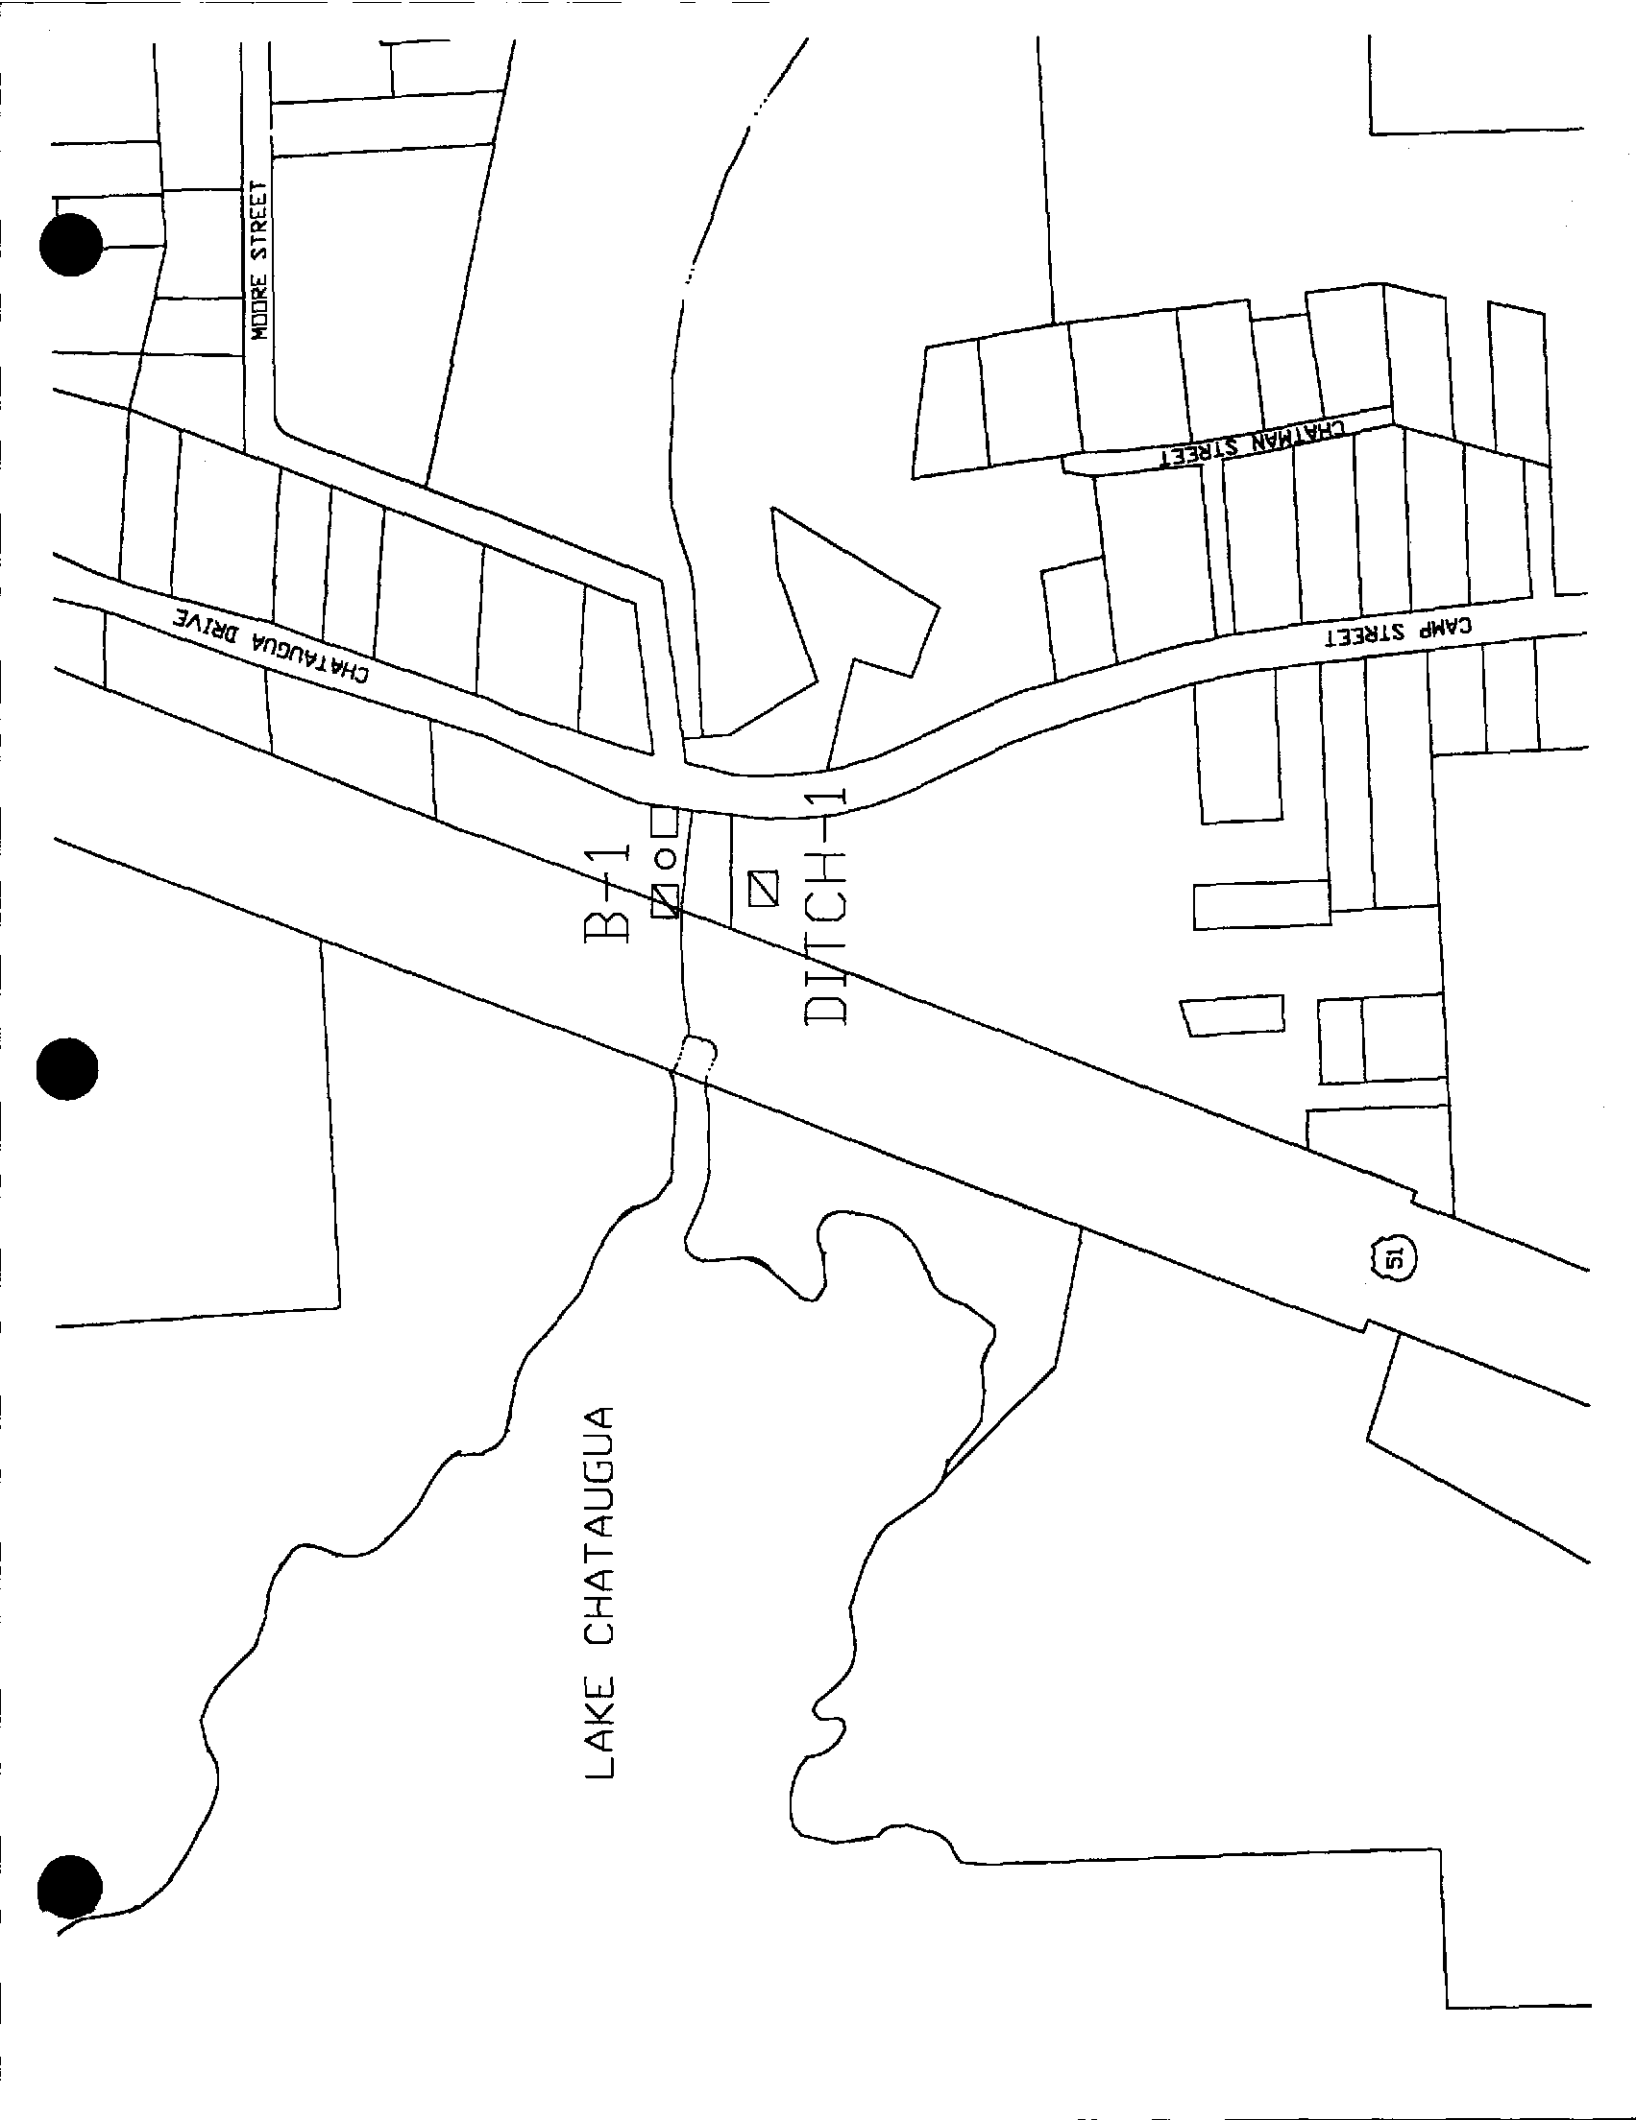 MOORE STREET
CHATAUGUA DRIVE
CHATMAN STREET
CAMP STREET
B-1
DITCH-1
51
LAKE CHATAUGUA